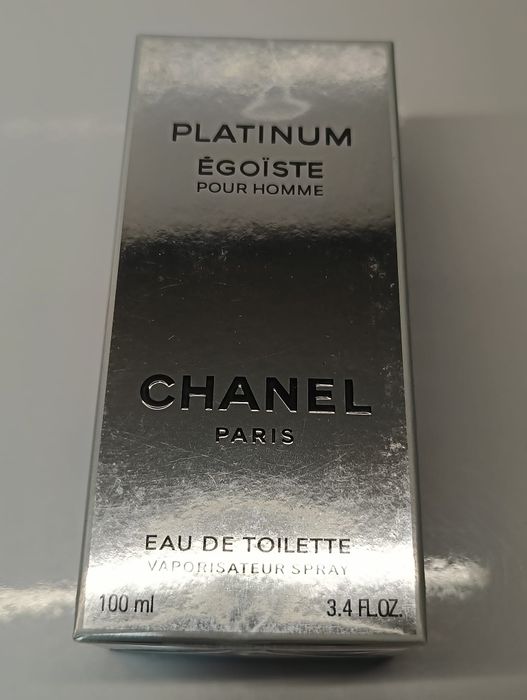 PLATINUM
ÉGOÏSTE
POUR HOMME
CHANEL
PARIS
EAU DE TOILETTE
VAPORISATEUR SPRAY
100 ml 3.4 FL.OZ.